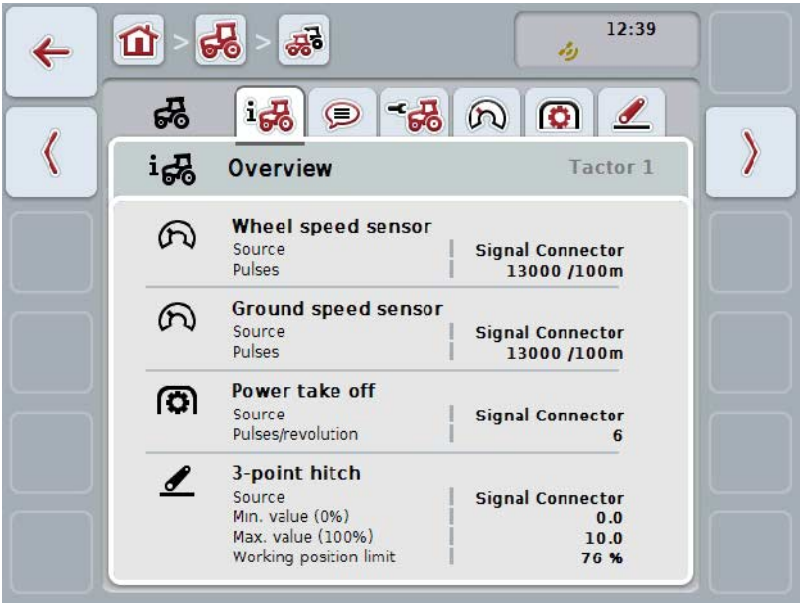 12:39
Overview Tactor 1
Wheel speed sensor
Source Signal Connector
Pulses 13000 /100m
Ground speed sensor
Source Signal Connector
Pulses 13000 /100m
Power take off
Source Signal Connector
Pulses/revolution 6
3-point hitch
Source Signal Connector
Min. value (0%) 0.0
Max. value (100%) 10.0
Working position limit 76 %